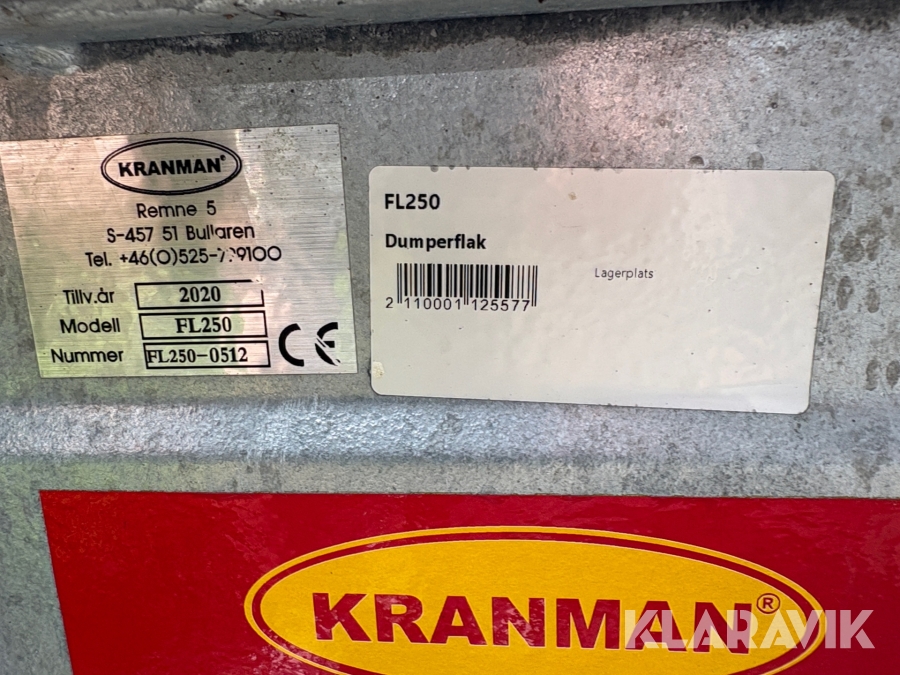 KRANMAN®
Remne 5
S-457 51 Bullaren
Tillv.år 2020
Modell FL250
Nummer FL250-0512
CE
FL250
Dumperflak
Lagerplats
2 110001 125577
KRANMAN®
KLARAVIK
KLARAVIK